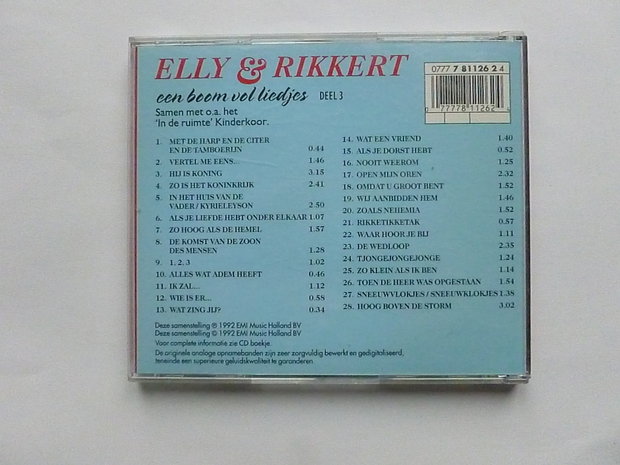 ELLY & RIKKERT
een boom vol liedjes DEEL 3
Samen met o.a. het
'In de ruimte' Kinderkoor.
0777 7 81126 2 4
0 77778 11262
1. MET DE HARP EN DE CITER
EN DE TAMBOERIJN 0.44
2. VERTEL ME EENS... 1.46
3. HIJ IS KONING 3.15
4. ZO IS HET KONINKRIJK 2.41
5. IN HET HUIS VAN DE
VADER / KYRIELEYSON 2.50
6. ALS JE LIEFDE HEBT ONDER ELKAAR 1.07
7. ZO HOOG ALS DE HEMEL 1.57
8. DE KOMST VAN DE ZOON
DES MENSEN 1.28
9. 1, 2, 3 1.02
10. ALLES WAT ADEM HEEFT 0.46
11. IK ZAL... 1.12
12. WIE IS ER... 0.58
13. WAT ZING JIJ? 0.34
14. WAT EEN VRIEND 1.40
15. ALS JE DORST HEBT 0.52
16. NOOIT WEEROM 1.25
17. OPEN MIJN OREN 2.32
18. OMDAT U GROOT BENT 1.52
19. WIJ AANBIDDEN HEM 1.46
20. ZOALS NEHEMIA 1.52
21. RIKKETIKKETAK 0.57
22. WAAR HOOR JE BIJ 1.11
23. DE WEDLOOP 2.35
24. TJONGEJONGEJONGE 1.24
25. ZO KLEIN ALS IK BEN 1.14
26. TOEN DE HEER WAS OPGESTAAN 1.54
27. SNEEUWVLOKJES / SNEEUWKLOKJES 1.38
28. HOOG BOVEN DE STORM 3.02
Deze samenstelling ℗ 1992 EMI Music Holland BV
Deze samenstelling © 1992 EMI Music Holland BV
Voor complete informatie zie CD boekje.
De originele analoge opnamebanden zijn zeer zorgvuldig bewerkt en gedigitaliseerd,
teneinde een superieure geluidskwaliteit te garanderen.